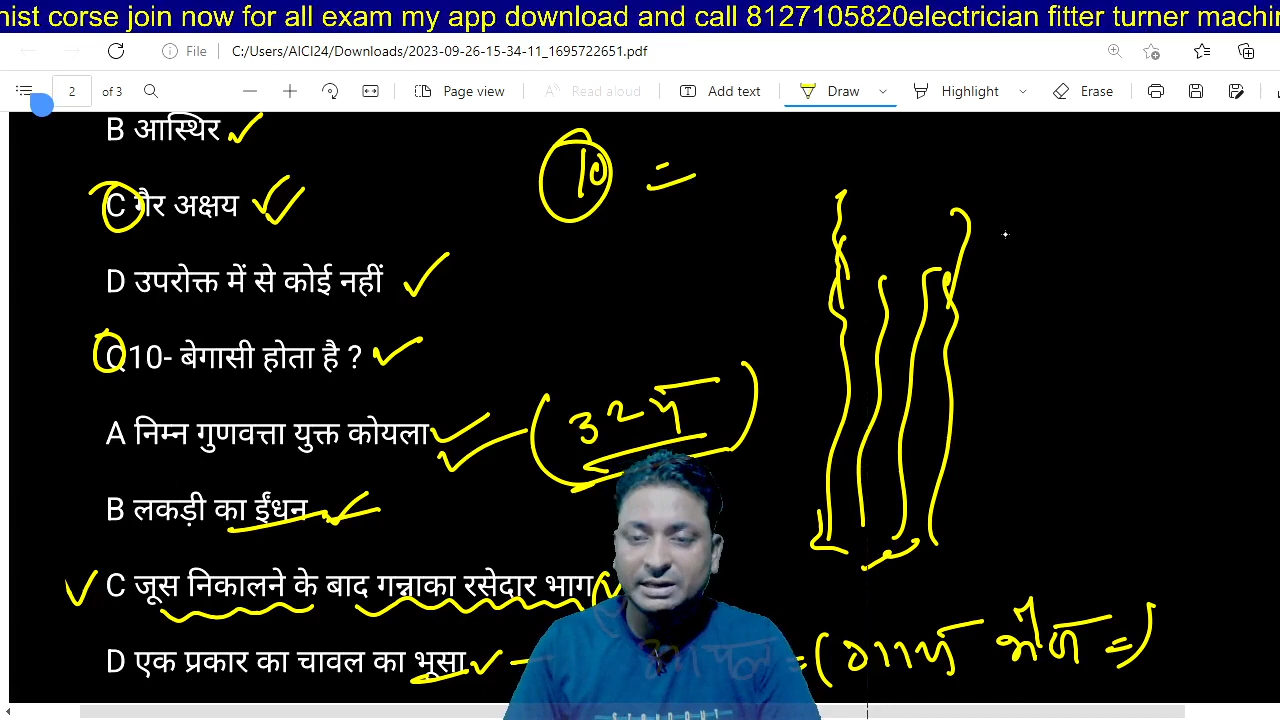 nist corse join now for all exam my app download and call 8127105820electrician fitter turner machin
File C:/Users/AICI24/Downloads/2023-09-26-15-34-11_1695722651.pdf
2 of 3 Page view Read aloud Add text Draw Highlight Erase
B आस्थिर
10 =
C गैर अक्षय
D उपरोक्त में से कोई नहीं
Q10- बेगासी होता है ?
A निम्न गुणवत्ता युक्त कोयला
B लकड़ी का ईंधन
C जूस निकालने के बाद गन्नाका रसेदार भाग
D एक प्रकार का चावल का भूसा